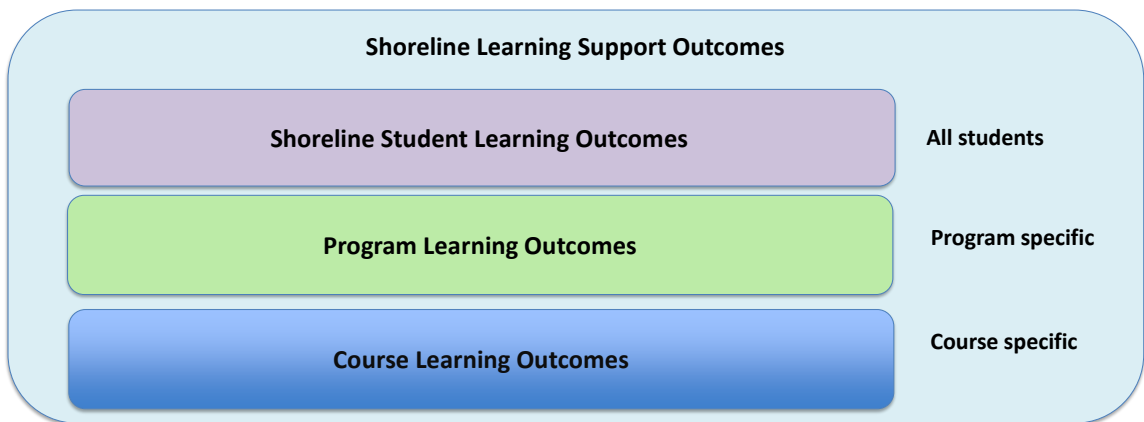 Shoreline Learning Support Outcomes
Shoreline Student Learning Outcomes
All students
Program Learning Outcomes
Program specific
Course Learning Outcomes
Course specific